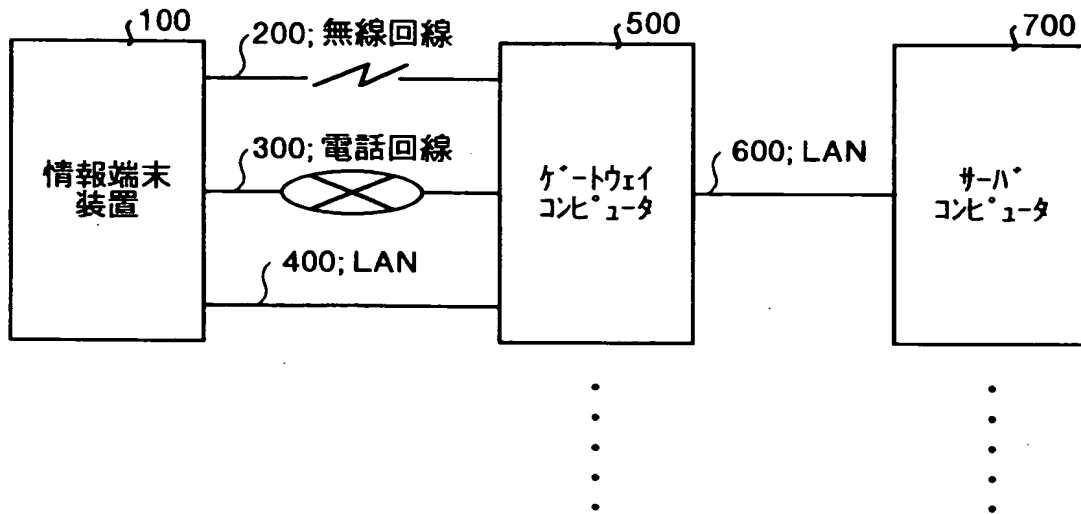 100
500
700
200; 無線回線
300; 電話回線
600; LAN
情報端末
装置
ｹﾞｰﾄｳｪｲ
ｺﾝﾋﾟｭｰﾀ
ｻｰﾊﾞ
ｺﾝﾋﾟｭｰﾀ
400; LAN